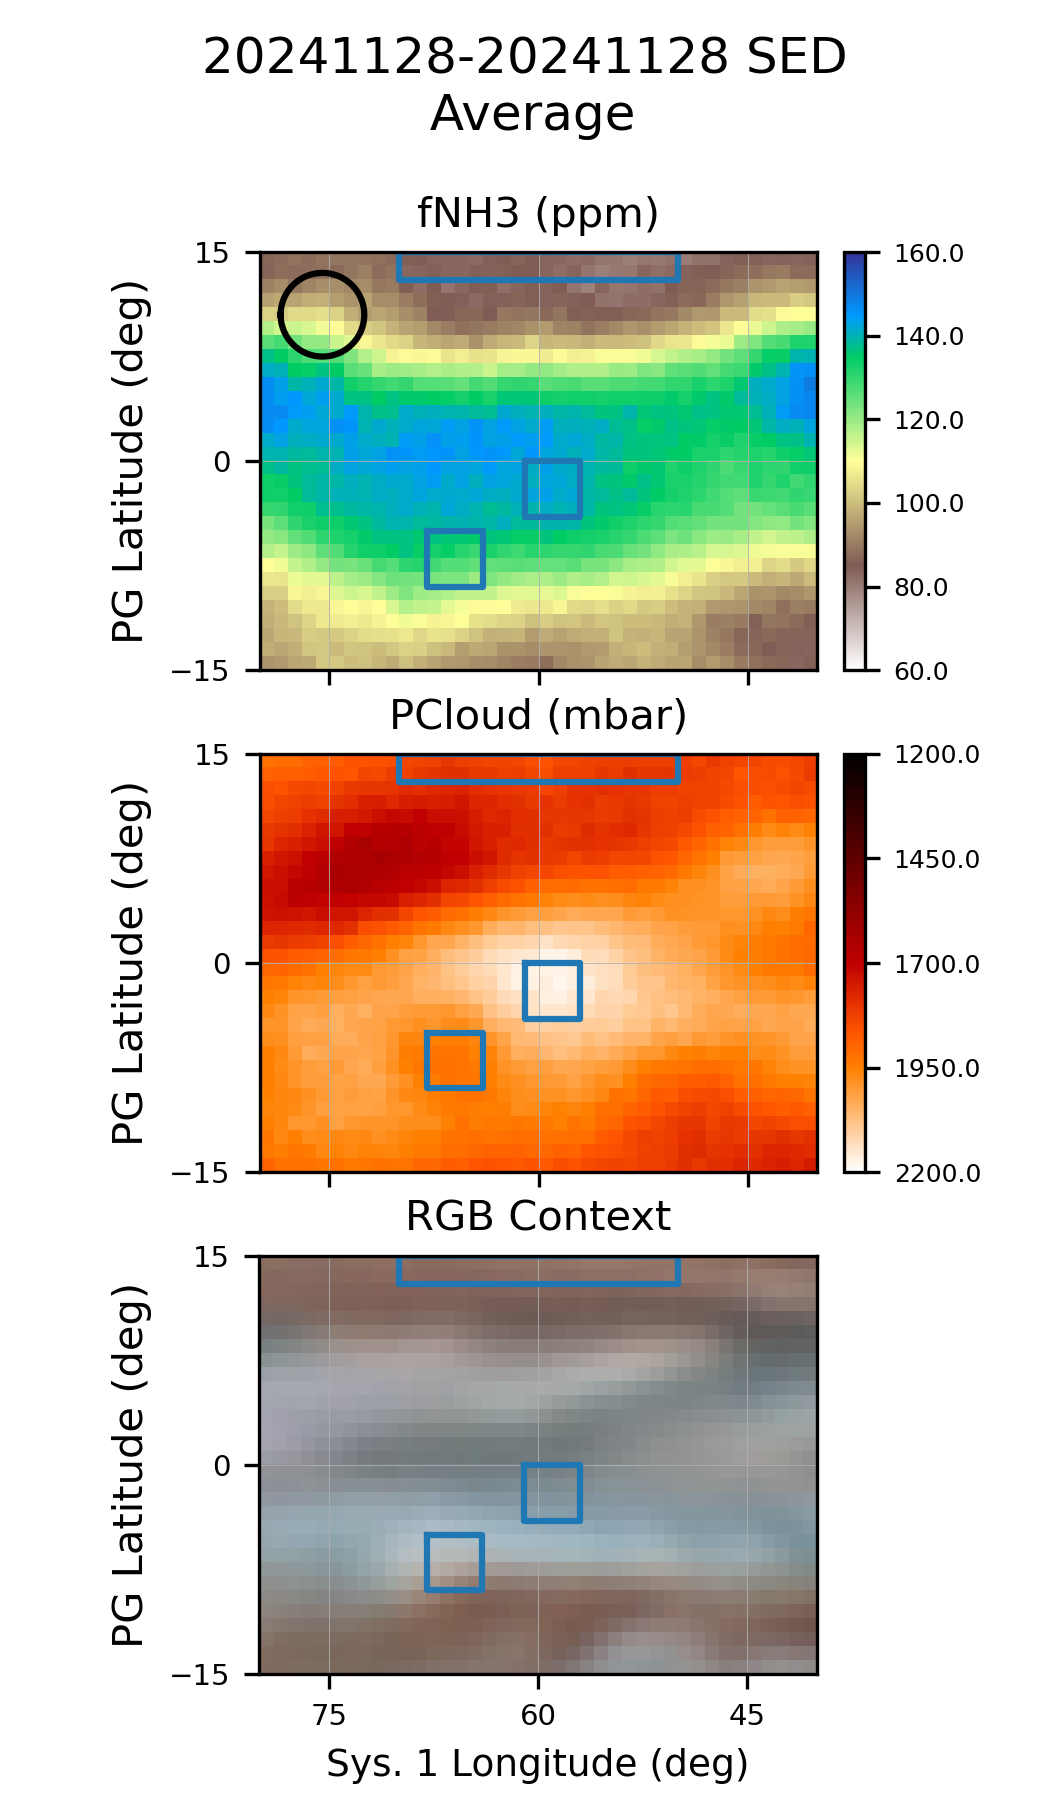 20241128-20241128 SED
Average
fNH3 (ppm)
PG Latitude (deg)
15
0
−15
160.0
140.0
120.0
100.0
80.0
60.0
PCloud (mbar)
PG Latitude (deg)
15
0
−15
1200.0
1450.0
1700.0
1950.0
2200.0
RGB Context
PG Latitude (deg)
15
0
−15
75 60 45
Sys. 1 Longitude (deg)